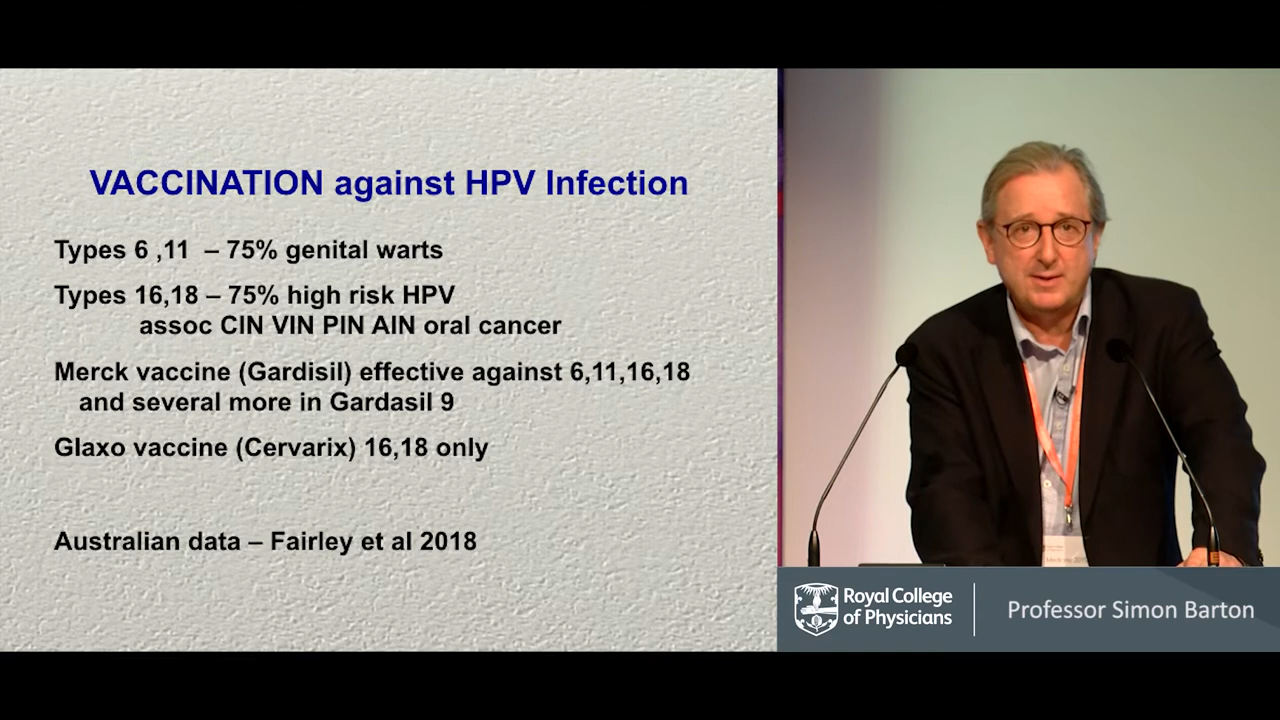 VACCINATION against HPV Infection
Types 6 ,11 – 75% genital warts
Types 16,18 – 75% high risk HPV
assoc CIN VIN PIN AIN oral cancer
Merck vaccine (Gardisil) effective against 6,11,16,18
and several more in Gardasil 9
Glaxo vaccine (Cervarix) 16,18 only
Australian data – Fairley et al 2018
Royal College
of Physicians
Professor Simon Barton